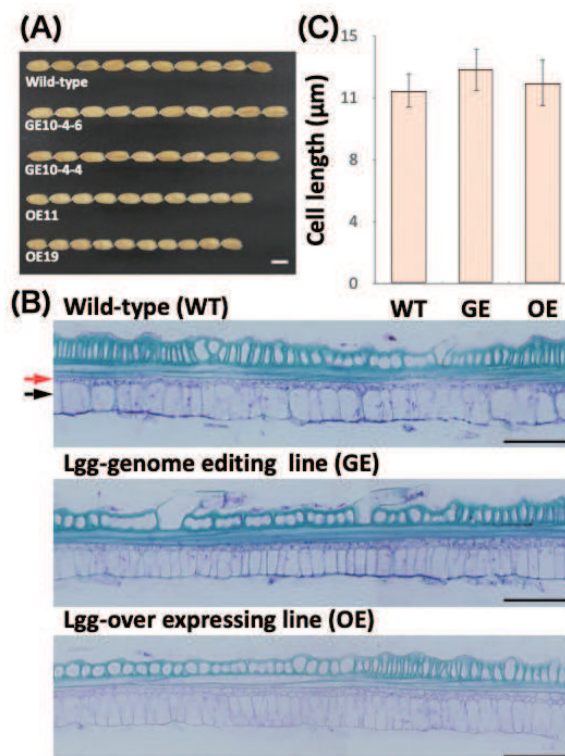 (A)
Wild-type
GE10-4-6
GE10-4-4
OE11
OE19
(C)
Cell length (μm)
15
11
8
4
0
WT GE OE
(B) Wild-type (WT)
Lgg-genome editing line (GE)
Lgg-over expressing line (OE)